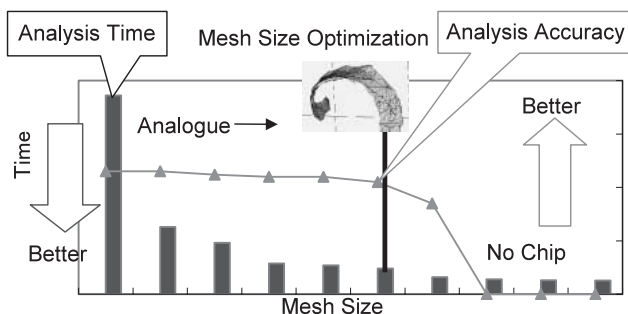 Analysis Time
Mesh Size Optimization
Analysis Accuracy
Analogue
Better
Time
Better
No Chip
Mesh Size